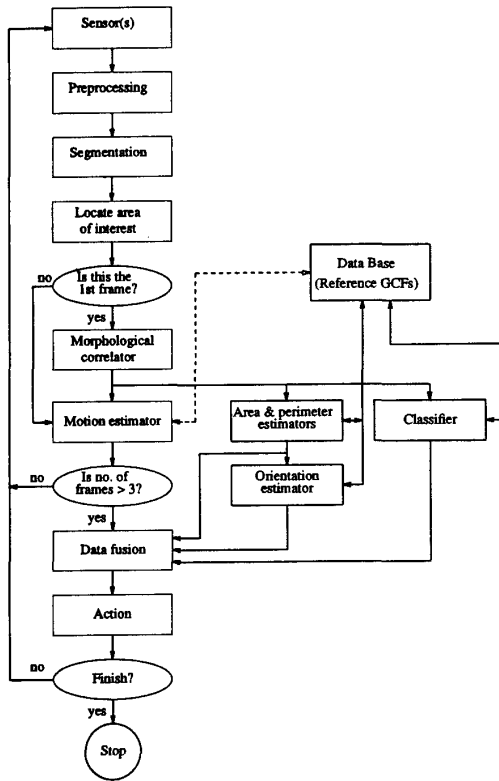 Sensor(s)
Preprocessing
Segmentation
Locate area
of interest
no
Is this the
1st frame?
yes
Data Base
(Reference GCFs)
Morphological
correlator
Motion estimator
Area & perimeter
estimators
Classifier
no
Is no. of
frames > 3?
yes
Orientation
estimator
Data fusion
Action
no
Finish?
yes
Stop